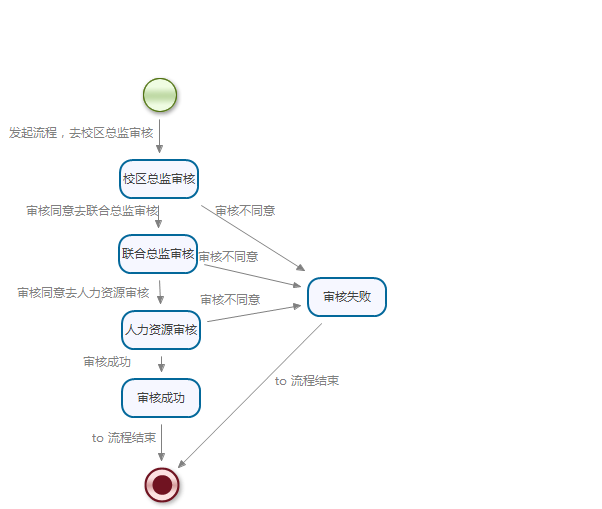 发起流程，去校区总监审核
校区总监审核
审核同意去联合总监审核
审核不同意
联合总监审核
审核不同意
审核同意去人力资源审核
审核不同意
审核失败
人力资源审核
审核成功
to 流程结束
审核成功
to 流程结束